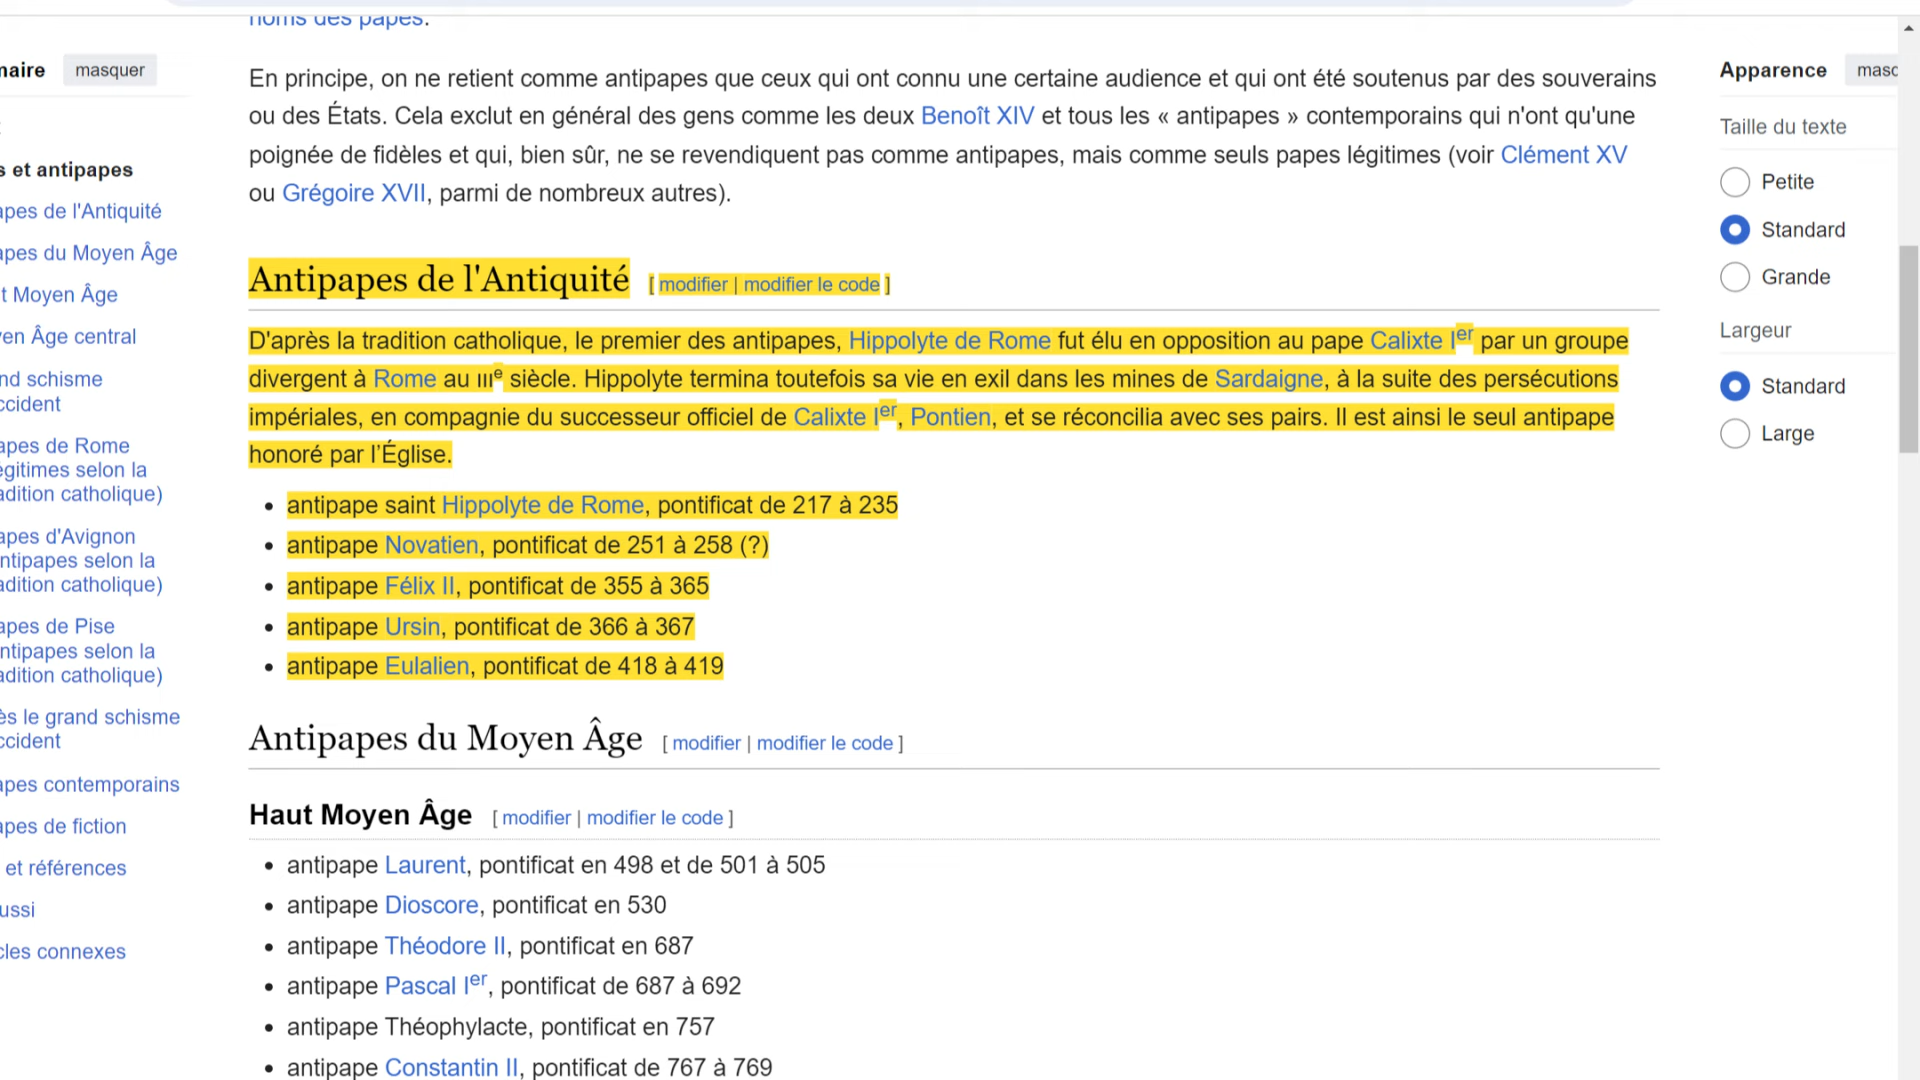 noms des papes.
maire masquer
En principe, on ne retient comme antipapes que ceux qui ont connu une certaine audience et qui ont été soutenus par des souverains
ou des États. Cela exclut en général des gens comme les deux Benoît XIV et tous les « antipapes » contemporains qui n'ont qu'une
poignée de fidèles et qui, bien sûr, ne se revendiquent pas comme antipapes, mais comme seuls papes légitimes (voir Clément XV
ou Grégoire XVII, parmi de nombreux autres).
s et antipapes
apes de l'Antiquité
apes du Moyen Âge
t Moyen Âge
en Âge central
nd schisme
ccident
apes de Rome
égitimes selon la
adition catholique)
apes d'Avignon
ntipapes selon la
adition catholique)
apes de Pise
ntipapes selon la
adition catholique)
ès le grand schisme
ccident
apes contemporains
apes de fiction
et références
ussi
cles connexes
Antipapes de l'Antiquité [ modifier | modifier le code ]
D'après la tradition catholique, le premier des antipapes, Hippolyte de Rome fut élu en opposition au pape Calixte Ier par un groupe
divergent à Rome au IIIe siècle. Hippolyte termina toutefois sa vie en exil dans les mines de Sardaigne, à la suite des persécutions
impériales, en compagnie du successeur officiel de Calixte Ier, Pontien, et se réconcilia avec ses pairs. Il est ainsi le seul antipape
honoré par l'Église.
• antipape saint Hippolyte de Rome, pontificat de 217 à 235
• antipape Novatien, pontificat de 251 à 258 (?)
• antipape Félix II, pontificat de 355 à 365
• antipape Ursin, pontificat de 366 à 367
• antipape Eulalien, pontificat de 418 à 419
Antipapes du Moyen Âge [ modifier | modifier le code ]
Haut Moyen Âge [ modifier | modifier le code ]
• antipape Laurent, pontificat en 498 et de 501 à 505
• antipape Dioscore, pontificat en 530
• antipape Théodore II, pontificat en 687
• antipape Pascal Ier, pontificat de 687 à 692
• antipape Théophylacte, pontificat en 757
• antipape Constantin II, pontificat de 767 à 769
Apparence masc
Taille du texte
Petite
Standard
Grande
Largeur
Standard
Large